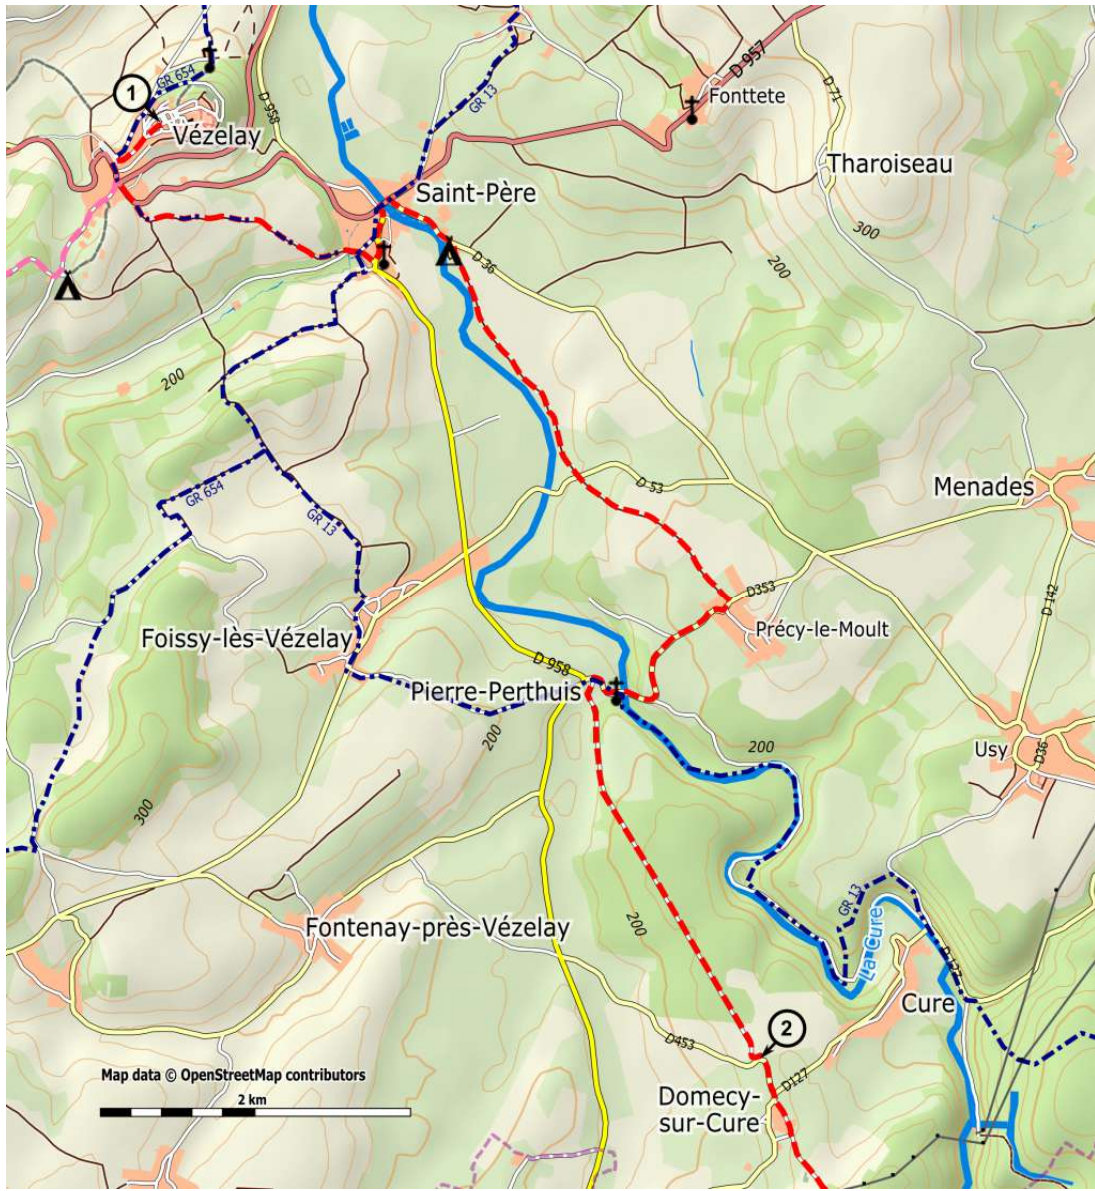 GR 654
1
Vézelay
D 958
GR 13
D 957
Fonttete
D 71
Tharoiseau
Saint-Père
D 36
300
200
200
GR 654
GR 13
D 53
Menades
D353
D 142
Précy-le-Moult
Foissy-lès-Vézelay
D 958
Pierre-Perthuis
200
200
Usy
D36
300
GR 13
200
La Cure
Fontenay-près-Vézelay
D 127
Cure
2
D453
D127
Map data © OpenStreetMap contributors
2 km
Domecy-
sur-Cure